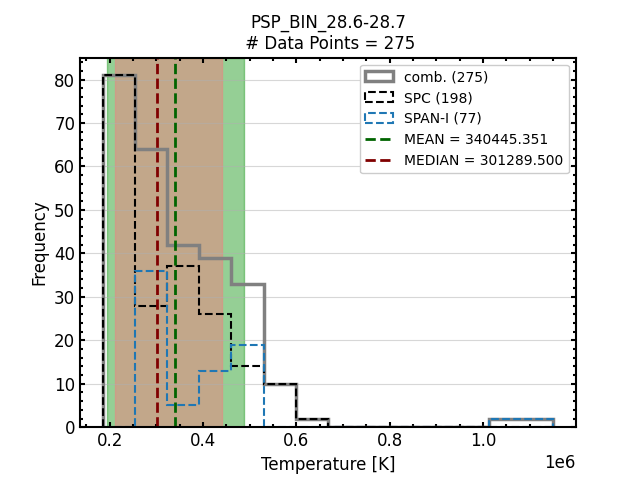 PSP_BIN_28.6-28.7
# Data Points = 275
comb. (275)
SPC (198)
SPAN-I (77)
MEAN = 340445.351
MEDIAN = 301289.500
Frequency
80
70
60
50
40
30
20
10
0
0.2 0.4 0.6 0.8 1.0
1e6
Temperature [K]